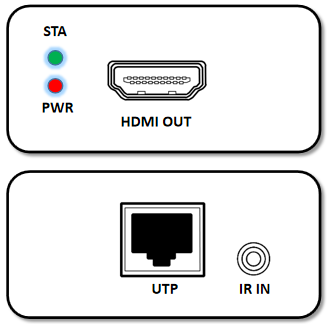 STA
PWR
HDMI OUT
UTP
IR IN